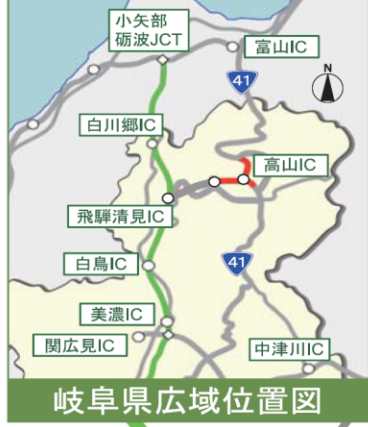 小矢部
砺波JCT
富山IC
41
N
白川郷IC
高山IC
飛騨清見IC
41
白鳥IC
美濃IC
関広見IC
中津川IC
岐阜県広域位置図